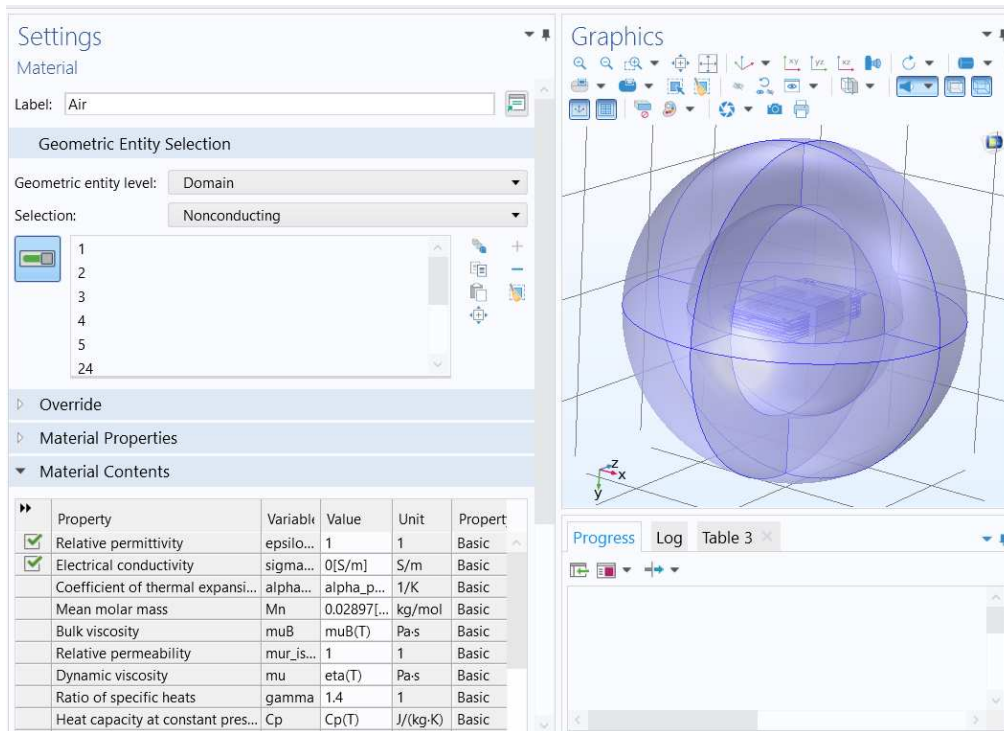 Settings
Material
Label: Air
Geometric Entity Selection
Geometric entity level: Domain
Selection: Nonconducting
1
2
3
4
5
24
Override
Material Properties
Material Contents
Property Variable Value Unit Property
Relative permittivity epsilo... 1 1 Basic
Electrical conductivity sigma... 0[S/m] S/m Basic
Coefficient of thermal expansi... alpha... alpha_p... 1/K Basic
Mean molar mass Mn 0.02897[... kg/mol Basic
Bulk viscosity muB muB(T) Pa·s Basic
Relative permeability mur_is... 1 1 Basic
Dynamic viscosity mu eta(T) Pa·s Basic
Ratio of specific heats gamma 1.4 1 Basic
Heat capacity at constant pres... Cp Cp(T) J/(kg·K) Basic
Graphics
xy yz xz
z
x
y
Progress Log Table 3